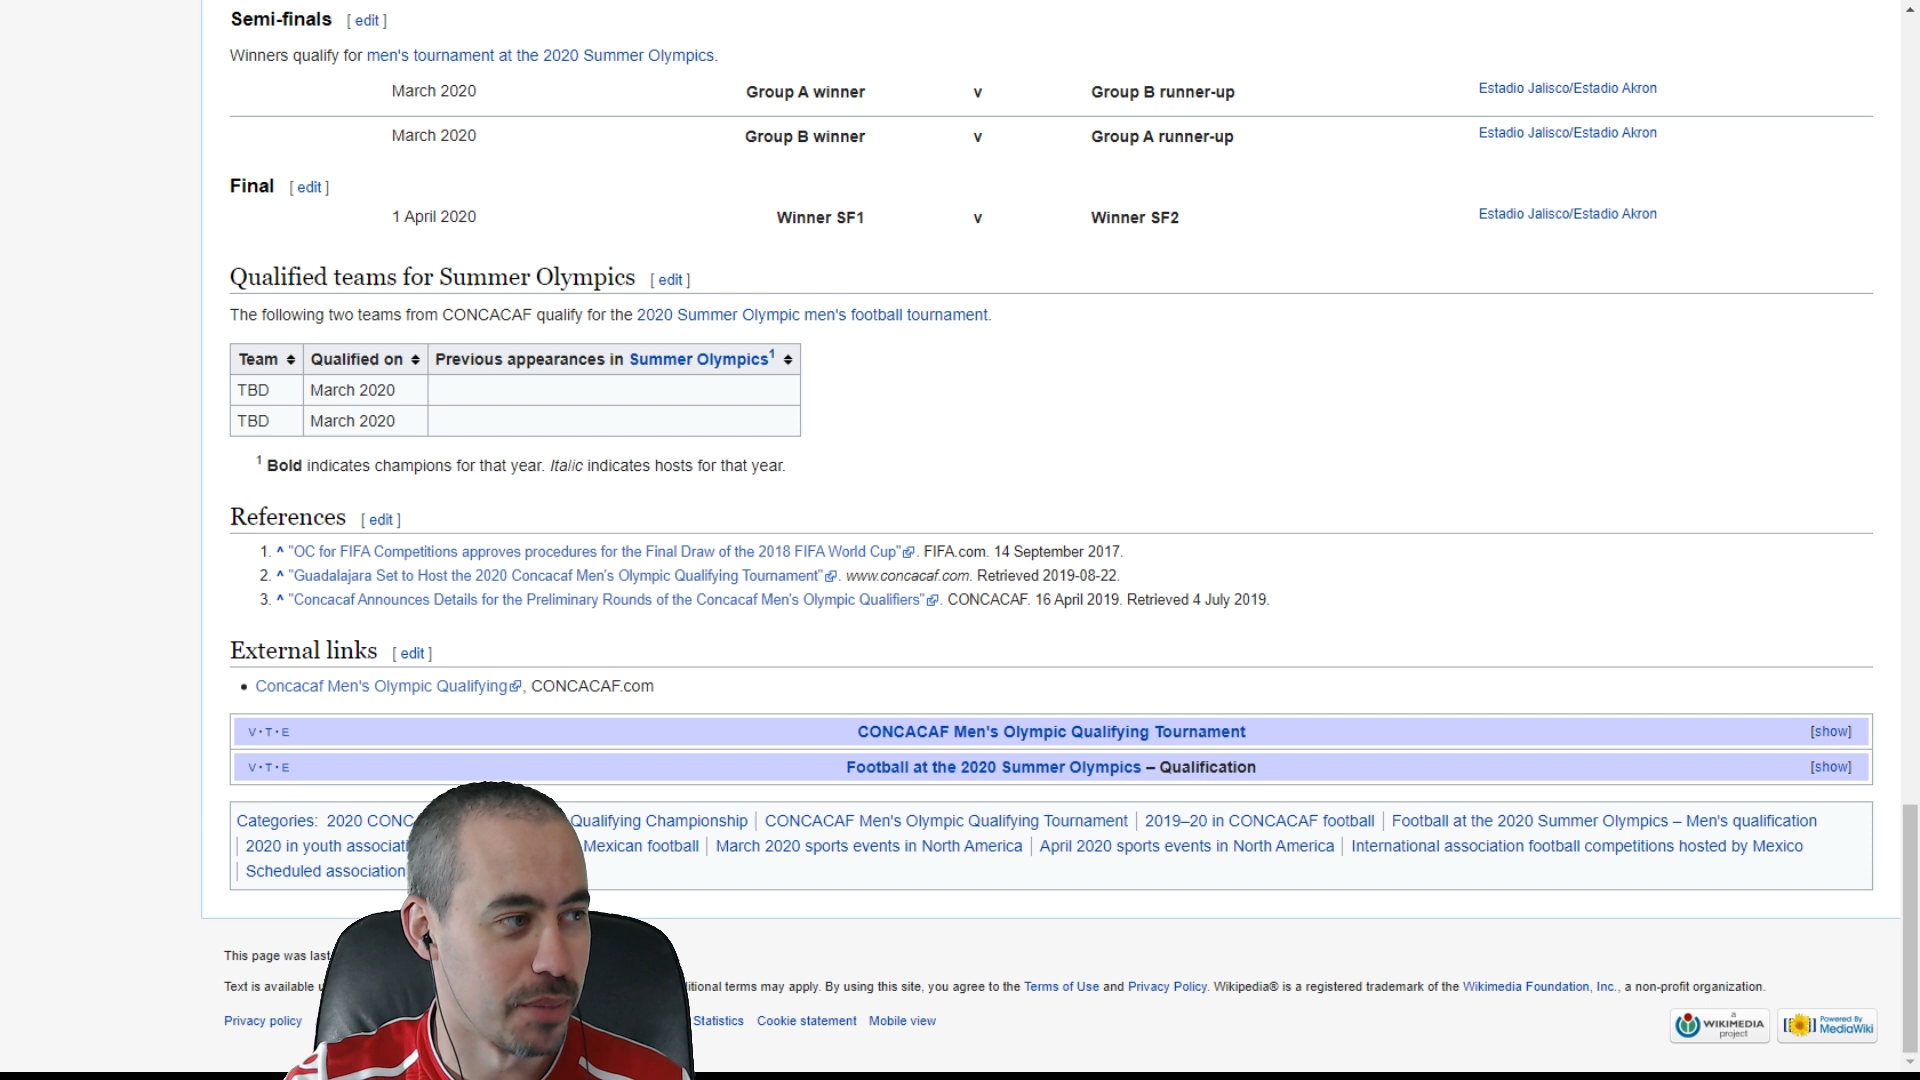 Semi-finals [ edit ]
Winners qualify for men's tournament at the 2020 Summer Olympics.
March 2020 Group A winner v Group B runner-up Estadio Jalisco/Estadio Akron
March 2020 Group B winner v Group A runner-up Estadio Jalisco/Estadio Akron
Final [ edit ]
1 April 2020 Winner SF1 v Winner SF2 Estadio Jalisco/Estadio Akron
Qualified teams for Summer Olympics [ edit ]
The following two teams from CONCACAF qualify for the 2020 Summer Olympic men's football tournament.
Team Qualified on Previous appearances in Summer Olympics1
TBD March 2020
TBD March 2020
1 Bold indicates champions for that year. Italic indicates hosts for that year.
References [ edit ]
1. ^ "OC for FIFA Competitions approves procedures for the Final Draw of the 2018 FIFA World Cup". FIFA.com. 14 September 2017.
2. ^ "Guadalajara Set to Host the 2020 Concacaf Men's Olympic Qualifying Tournament". www.concacaf.com. Retrieved 2019-08-22.
3. ^ "Concacaf Announces Details for the Preliminary Rounds of the Concacaf Men's Olympic Qualifiers". CONCACAF. 16 April 2019. Retrieved 4 July 2019.
External links [ edit ]
• Concacaf Men's Olympic Qualifying, CONCACAF.com
V·T·E CONCACAF Men's Olympic Qualifying Tournament [show]
V·T·E Football at the 2020 Summer Olympics – Qualification [show]
Categories: 2020 CONC Qualifying Championship | CONCACAF Men's Olympic Qualifying Tournament | 2019–20 in CONCACAF football | Football at the 2020 Summer Olympics – Men's qualification
| 2020 in youth associati Mexican football | March 2020 sports events in North America | April 2020 sports events in North America | International association football competitions hosted by Mexico
| Scheduled association
This page was last
Text is available itional terms may apply. By using this site, you agree to the Terms of Use and Privacy Policy. Wikipedia® is a registered trademark of the Wikimedia Foundation, Inc., a non-profit organization.
Privacy policy Statistics Cookie statement Mobile view
a WIKIMEDIA project
Powered By MediaWiki